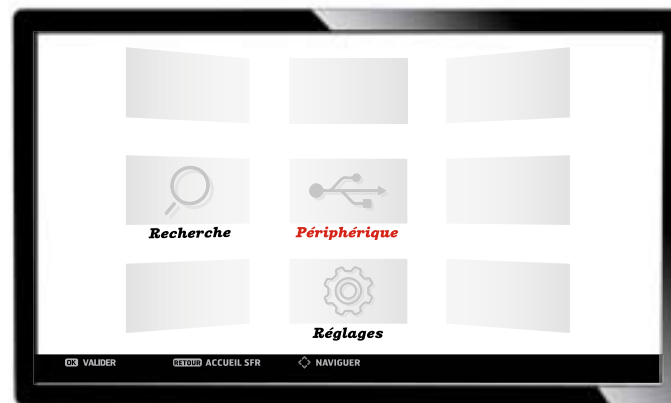 Recherche
Périphérique
Réglages
OK VALIDER
RETOUR ACCUEIL SFR
NAVIGUER